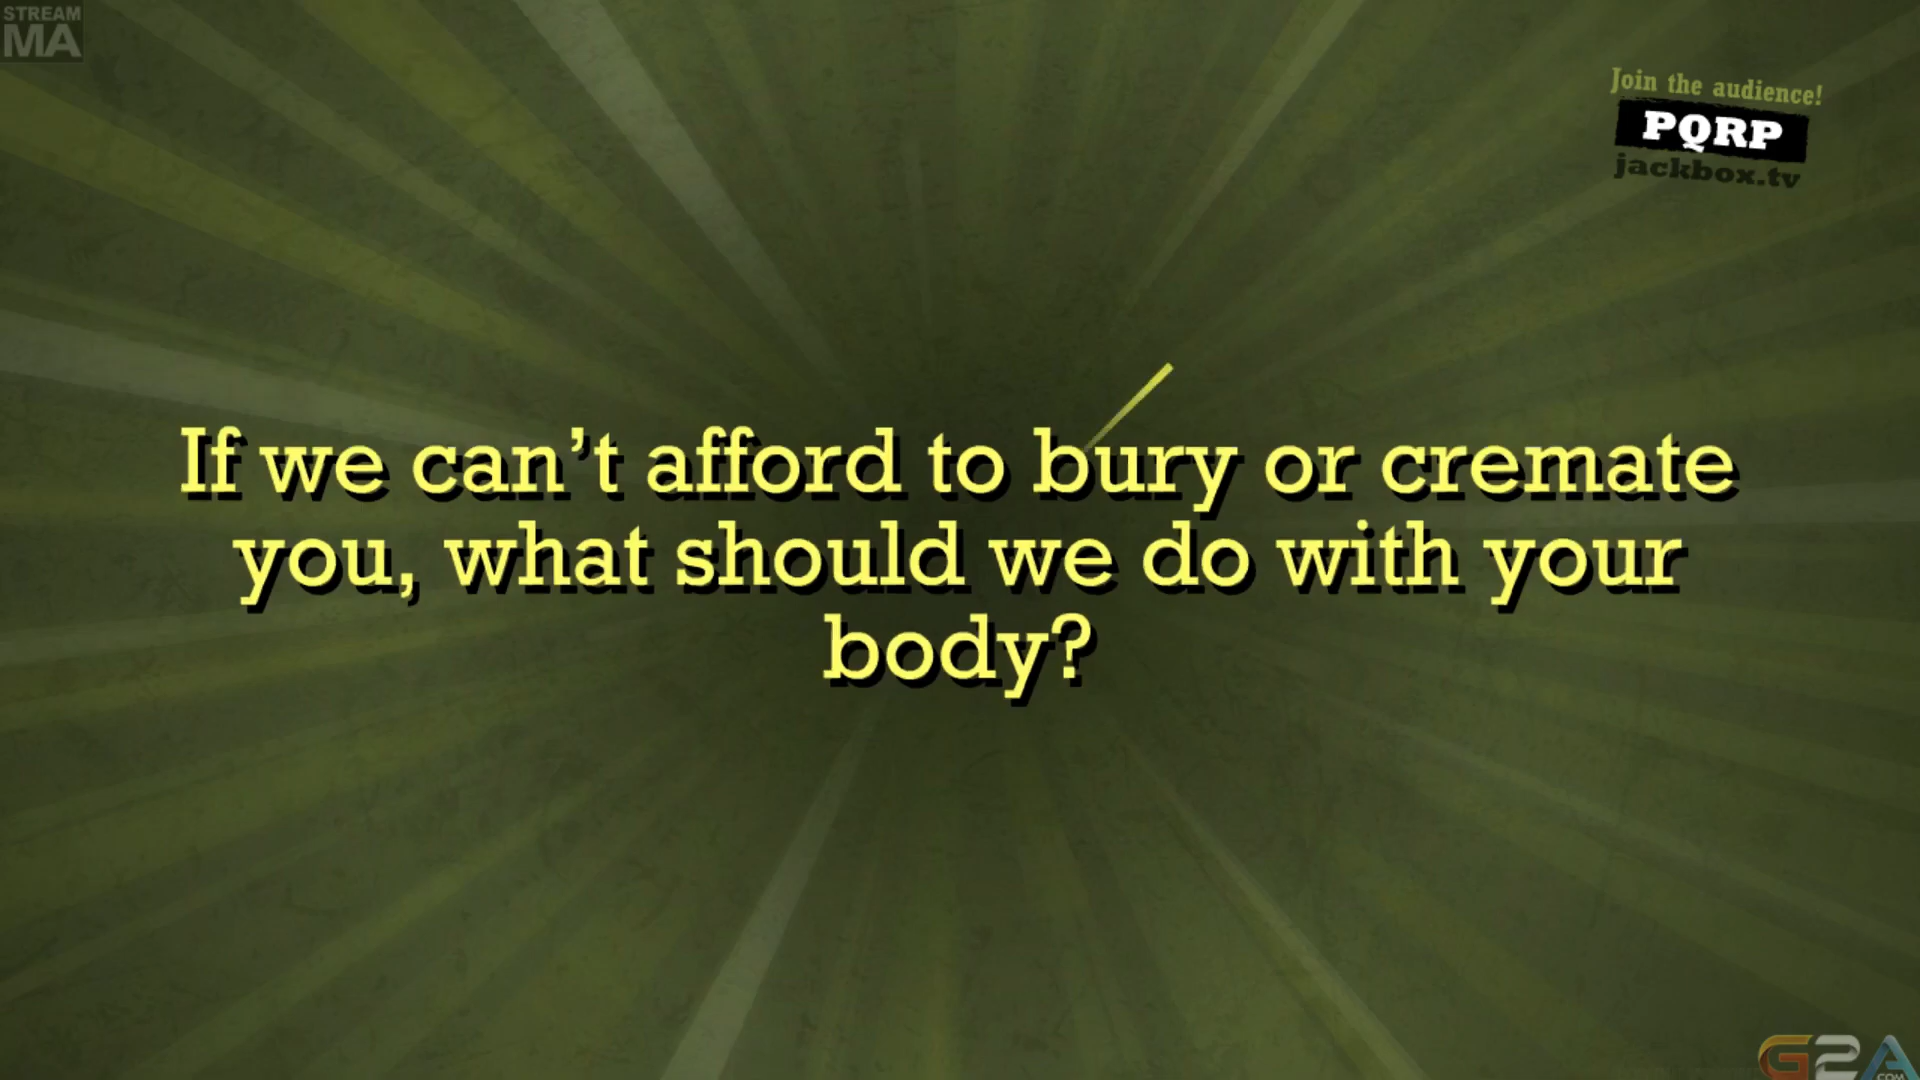 STREAM
MA
Join the audience!
PQRP
jackbox.tv
If we can’t afford to bury or cremate
you, what should we do with your
body?
G2A
.COM